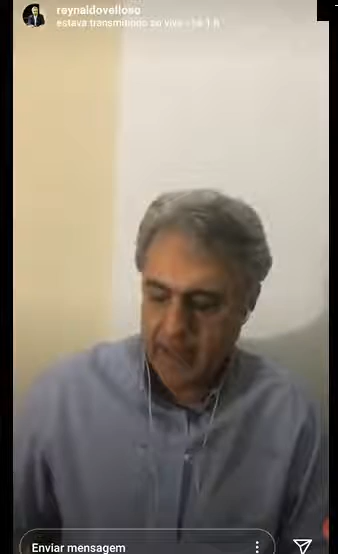 reynaldovelloso
estava transmitindo ao vivo • há 1 h
Enviar mensagem